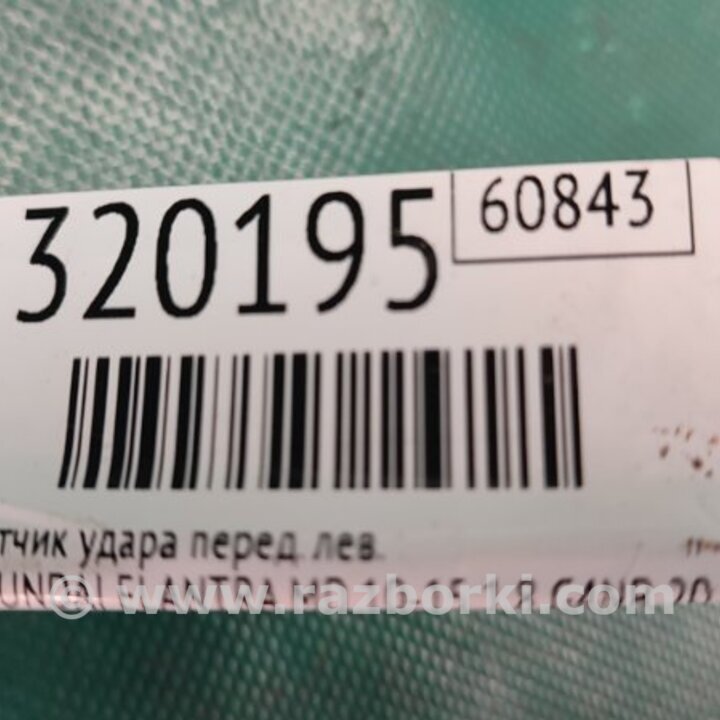 320195
60843
тчик удара перед лев.
© www.razborki.com